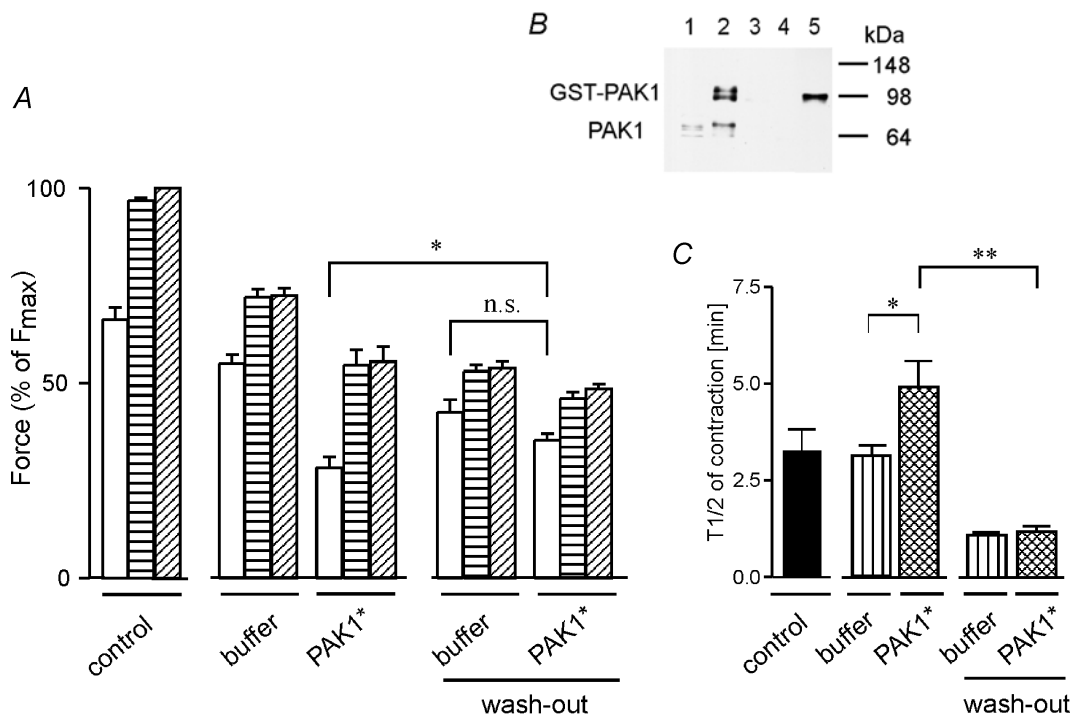 B
1 2 3 4 5 kDa
148
GST-PAK1 98
PAK1 64
A
Force (% of Fmax)
100
50
0
*
n.s.
control
buffer
PAK1*
buffer
PAK1*
wash-out
C
T1/2 of contraction [min]
7.5
5.0
2.5
0.0
*
**
control
buffer
PAK1*
buffer
PAK1*
wash-out